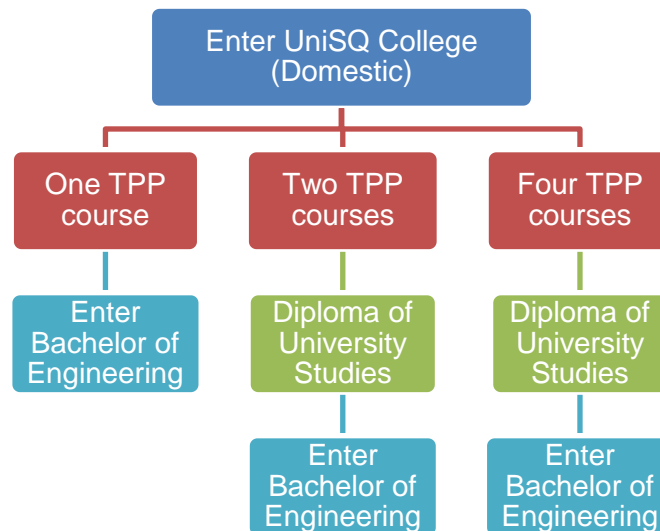 Enter UniSQ College
(Domestic)
One TPP
course
Two TPP
courses
Four TPP
courses
Enter
Bachelor of
Engineering
Diploma of
University
Studies
Diploma of
University
Studies
Enter
Bachelor of
Engineering
Enter
Bachelor of
Engineering